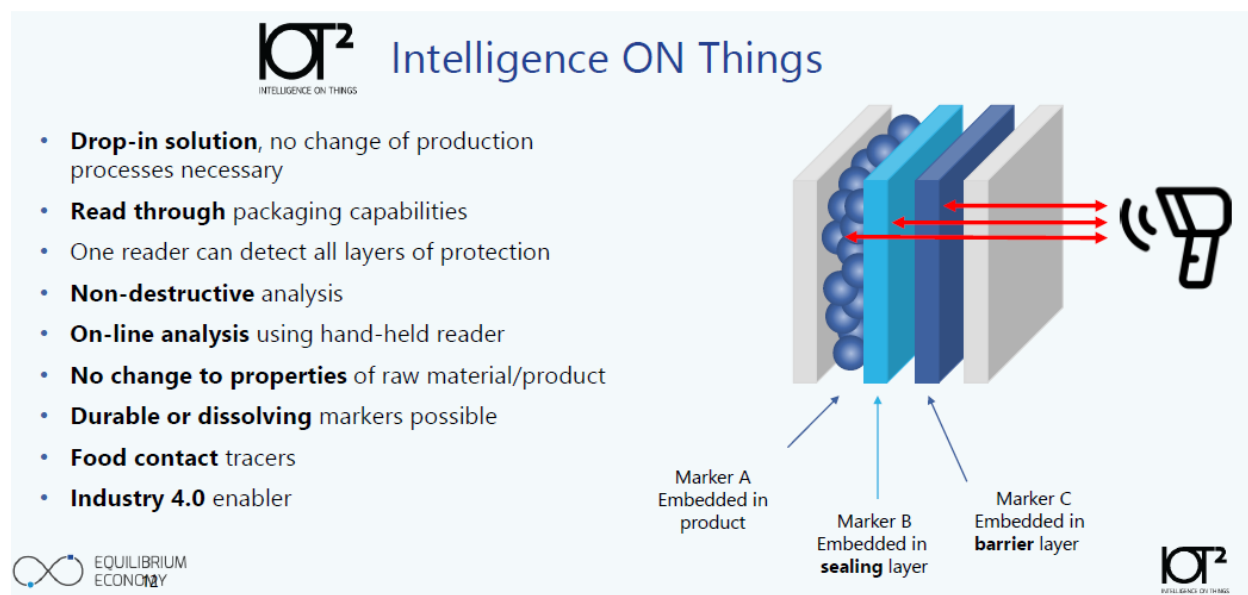 IOT2
INTELLIGENCE ON THINGS
Intelligence ON Things
• Drop-in solution, no change of production
processes necessary
• Read through packaging capabilities
• One reader can detect all layers of protection
• Non-destructive analysis
• On-line analysis using hand-held reader
• No change to properties of raw material/product
• Durable or dissolving markers possible
• Food contact tracers
• Industry 4.0 enabler
Marker A
Embedded in
product
Marker B
Embedded in
sealing layer
Marker C
Embedded in
barrier layer
EQUILIBRIUM
ECONOMY
12
IOT2
INTELLIGENCE ON THINGS